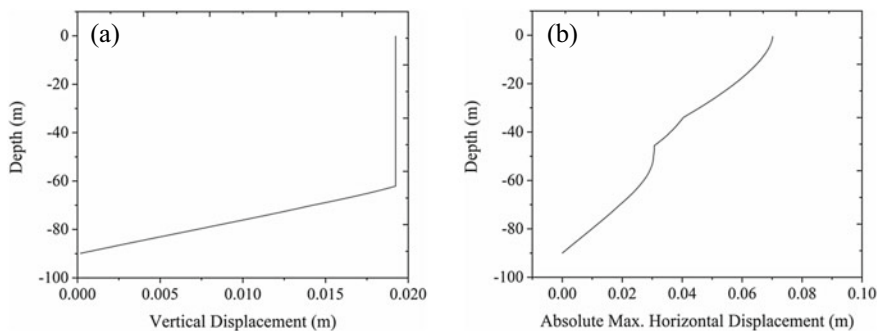 (a)
0
-20
-40
-60
-80
-100
Depth (m)
0.000 0.005 0.010 0.015 0.020
Vertical Displacement (m)
(b)
0
-20
-40
-60
-80
-100
Depth (m)
0.00 0.02 0.04 0.06 0.08 0.10
Absolute Max. Horizontal Displacement (m)